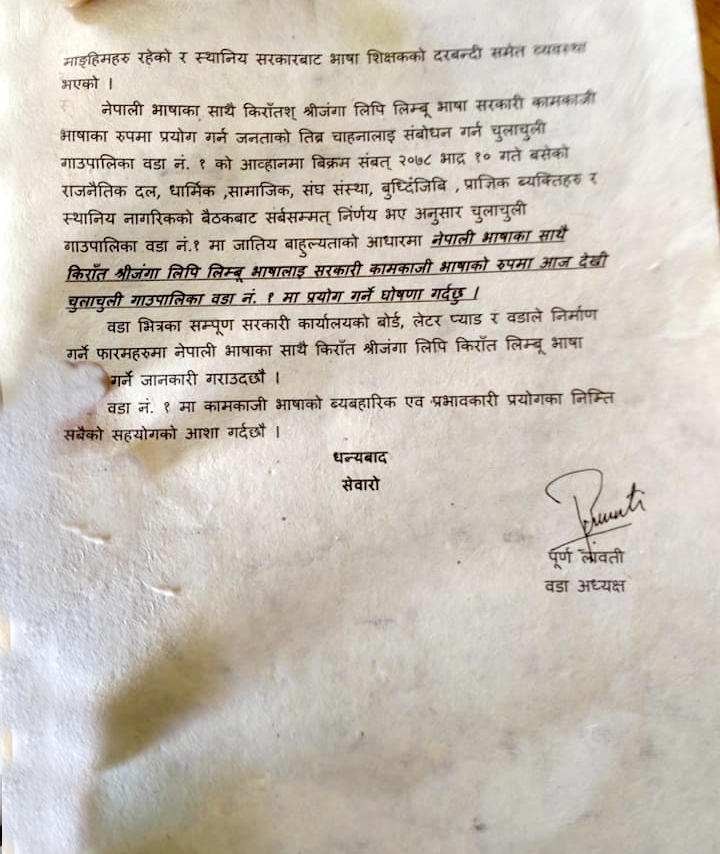 माङ्हिमहरु रहेको र स्थानिय सरकारबाट भाषा शिक्षकको दरबन्दी समेत व्यवस्था
भएको ।
नेपाली भाषाका साथै किराँतश् श्रीजंगा लिपि लिम्बू भाषा सरकारी कामकाजी
भाषाका रुपमा प्रयोग गर्न जनताको तिब्र चाहनालाइ संबोधन गर्न चुलाचुली
गाउपालिका वडा नं. १ को आव्हानमा बिक्रम संबत् २०७८ भाद्र १० गते बसेको
राजनैतिक दल, धार्मिक ,सामाजिक, संघ संस्था, बुध्दिजिबि , प्राज्ञिक ब्यक्तिहरु र
स्थानिय नागरिकको बैठकबाट सर्बसम्मत् निर्णय भए अनुसार चुलाचुली
गाउपालिका वडा नं.१ मा जातिय बाहुल्यताको आधारमा नेपाली भाषाका साथै
किराँत श्रीजंगा लिपि लिम्बू भाषालाइ सरकारी कामकाजी भाषाको रुपमा आज देखी
चुलाचुली गाउपालिका वडा नं. १ मा प्रयोग गर्ने घोषणा गर्दछु ।
वडा भित्रका सम्पूण सरकारी कार्यालयको बोर्ड, लेटर प्याड र वडाले निर्माण
गर्ने फारमहरुमा नेपाली भाषाका साथै किराँत श्रीजंगा लिपि किराँत लिम्बू भाषा
गर्ने जानकारी गराउदछौ ।
वडा नं. १ मा कामकाजी भाषाको ब्यबहारिक एव प्रभावकारी प्रयोगका निम्ति
सबैको सहयोगको आशा गर्दछौ ।
धन्यबाद
सेवारो
पूर्ण लावती
वडा अध्यक्ष